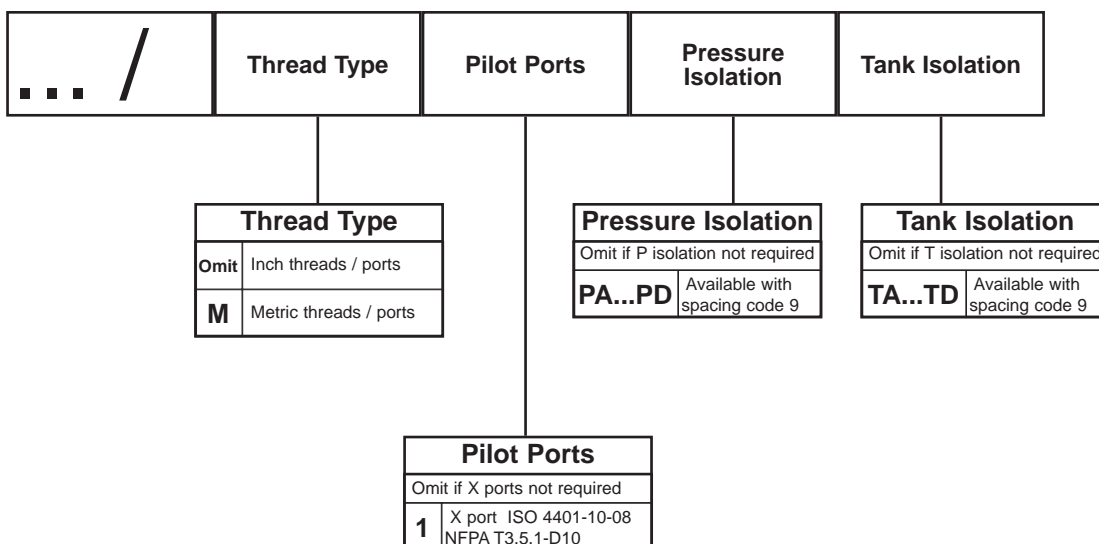 ... /
Thread Type
Pilot Ports
Pressure
Isolation
Tank Isolation
Thread Type
Omit Inch threads / ports
M Metric threads / ports
Pressure Isolation
Omit if P isolation not required
PA...PD Available with
spacing code 9
Tank Isolation
Omit if T isolation not required
TA...TD Available with
spacing code 9
Pilot Ports
Omit if X ports not required
1 X port ISO 4401-10-08
NFPA T3.5.1-D10